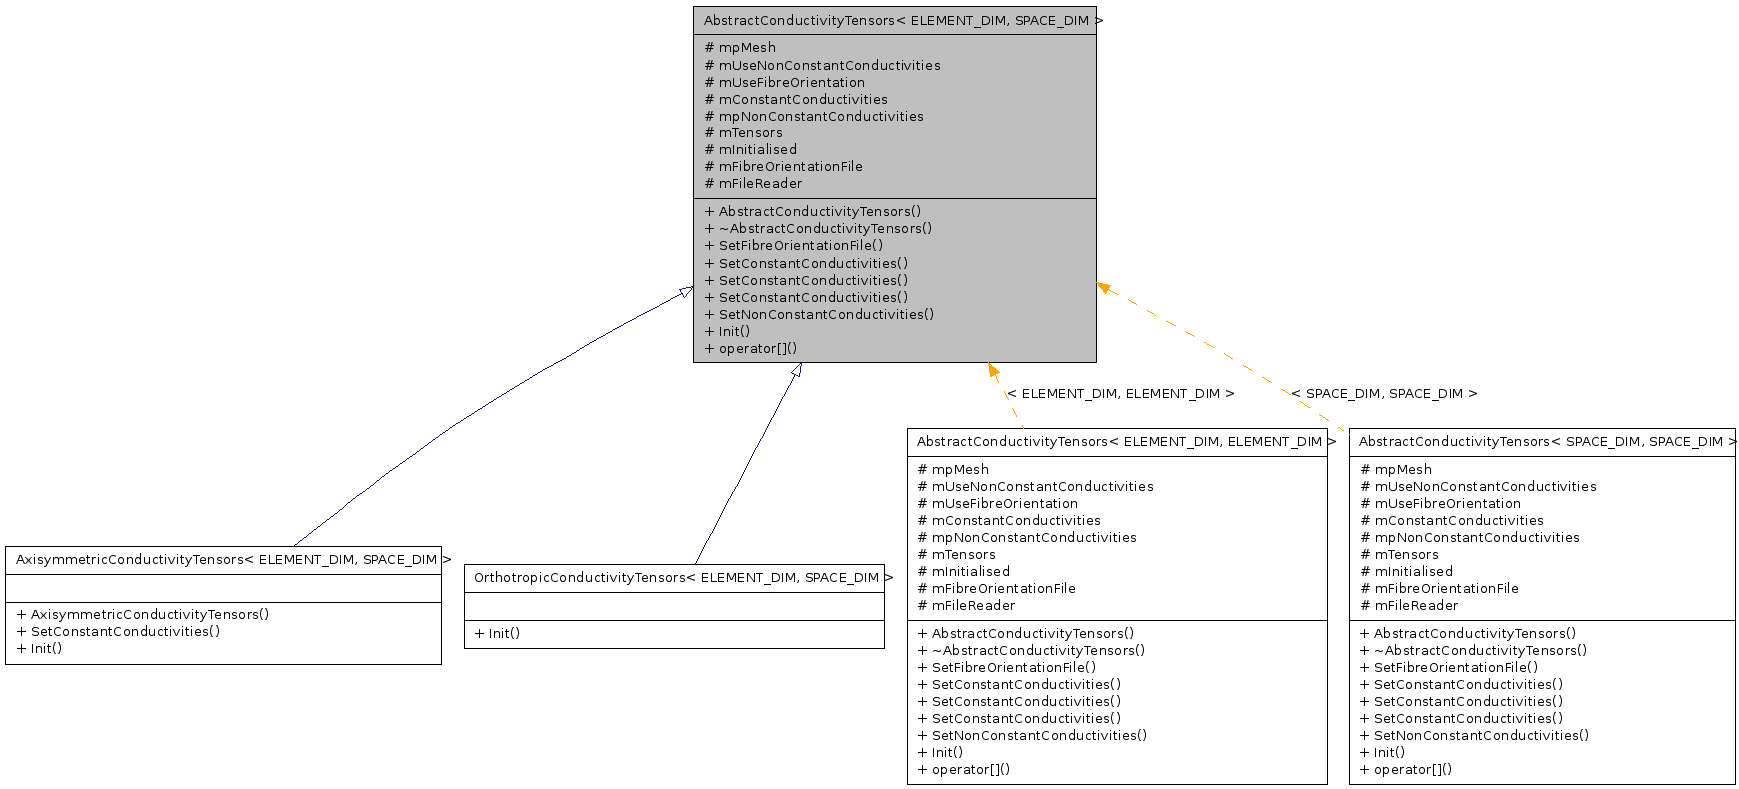 AbstractConductivityTensors< ELEMENT_DIM, SPACE_DIM >
# mpMesh
# mUseNonConstantConductivities
# mUseFibreOrientation
# mConstantConductivities
# mpNonConstantConductivities
# mTensors
# mInitialised
# mFibreOrientationFile
# mFileReader
+ AbstractConductivityTensors()
+ ~AbstractConductivityTensors()
+ SetFibreOrientationFile()
+ SetConstantConductivities()
+ SetConstantConductivities()
+ SetConstantConductivities()
+ SetNonConstantConductivities()
+ Init()
+ operator[]()
< ELEMENT_DIM, ELEMENT_DIM >
< SPACE_DIM, SPACE_DIM >
AxisymmetricConductivityTensors< ELEMENT_DIM, SPACE_DIM >
+ AxisymmetricConductivityTensors()
+ SetConstantConductivities()
+ Init()
OrthotropicConductivityTensors< ELEMENT_DIM, SPACE_DIM >
+ Init()
AbstractConductivityTensors< ELEMENT_DIM, ELEMENT_DIM >
# mpMesh
# mUseNonConstantConductivities
# mUseFibreOrientation
# mConstantConductivities
# mpNonConstantConductivities
# mTensors
# mInitialised
# mFibreOrientationFile
# mFileReader
+ AbstractConductivityTensors()
+ ~AbstractConductivityTensors()
+ SetFibreOrientationFile()
+ SetConstantConductivities()
+ SetConstantConductivities()
+ SetConstantConductivities()
+ SetNonConstantConductivities()
+ Init()
+ operator[]()
AbstractConductivityTensors< SPACE_DIM, SPACE_DIM >
# mpMesh
# mUseNonConstantConductivities
# mUseFibreOrientation
# mConstantConductivities
# mpNonConstantConductivities
# mTensors
# mInitialised
# mFibreOrientationFile
# mFileReader
+ AbstractConductivityTensors()
+ ~AbstractConductivityTensors()
+ SetFibreOrientationFile()
+ SetConstantConductivities()
+ SetConstantConductivities()
+ SetConstantConductivities()
+ SetNonConstantConductivities()
+ Init()
+ operator[]()